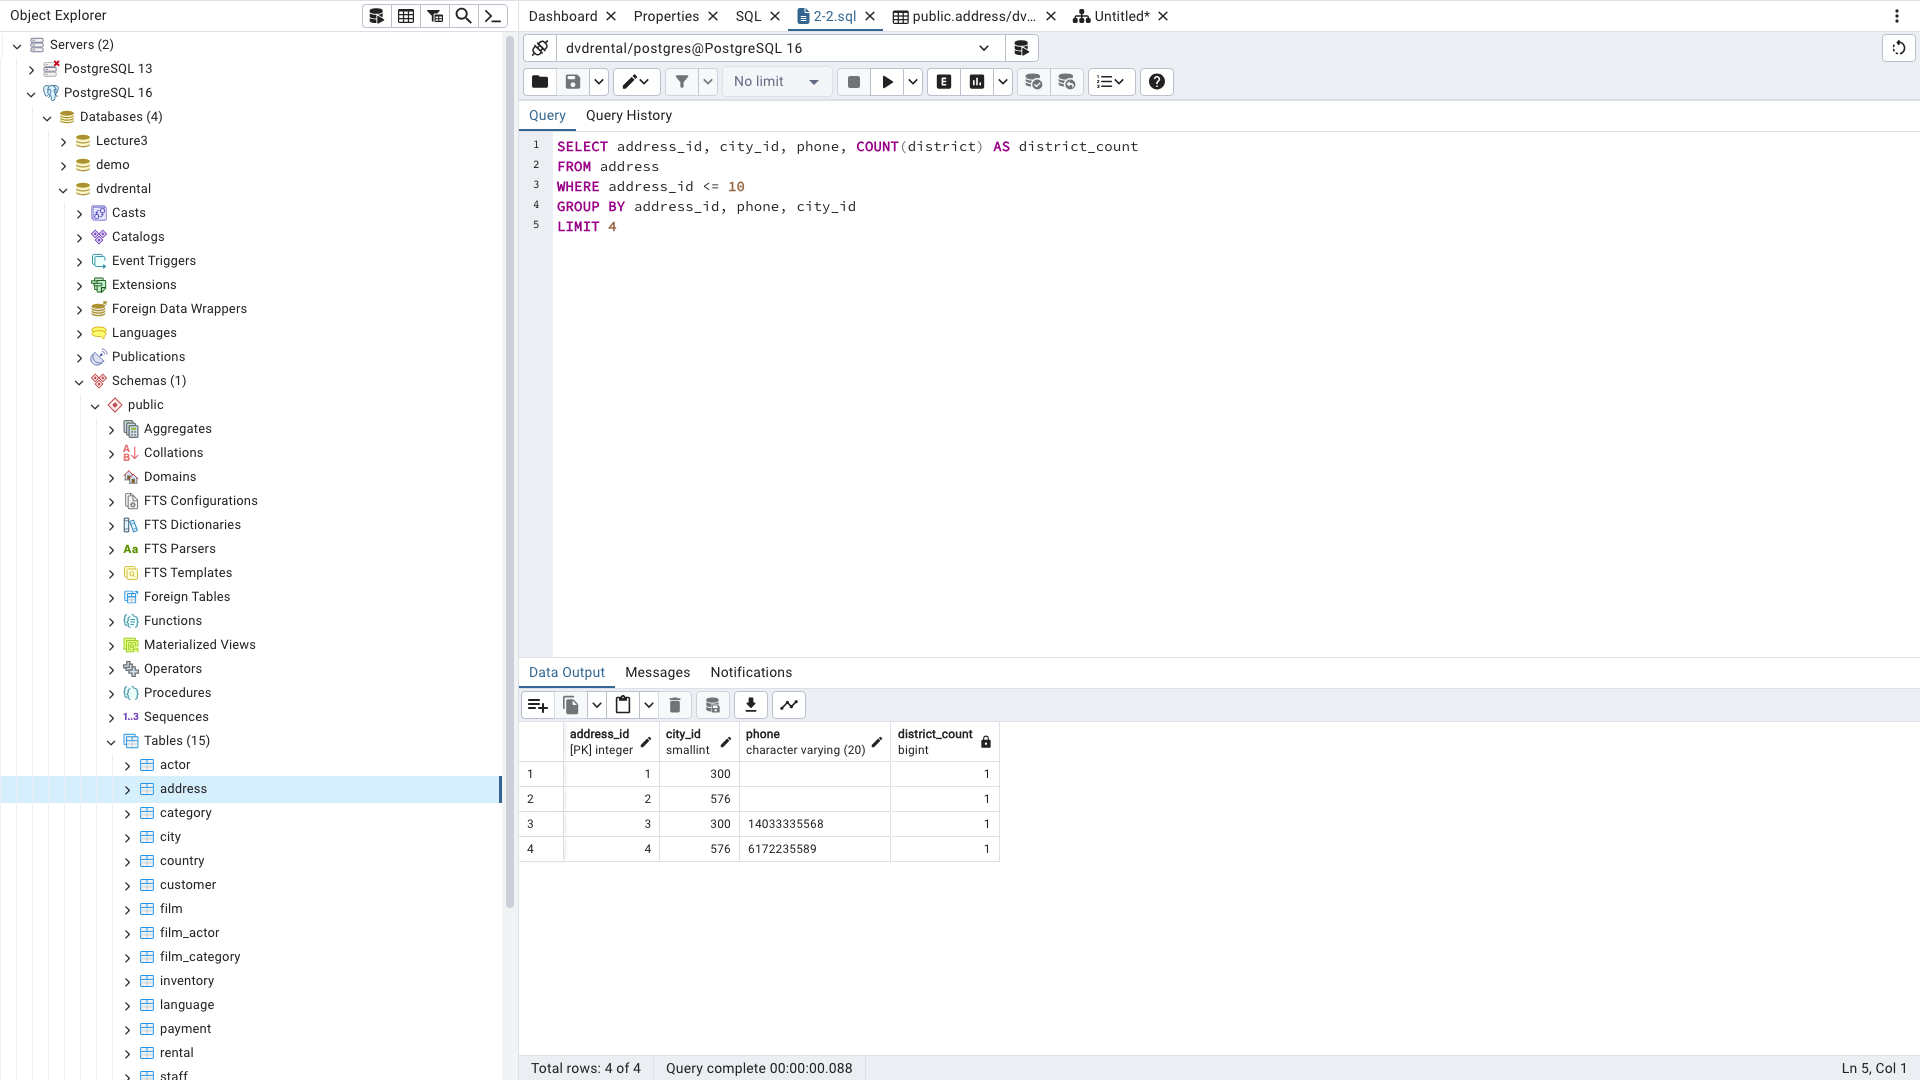 Object Explorer
Servers (2)
PostgreSQL 13
PostgreSQL 16
Databases (4)
Lecture3
demo
dvdrental
Casts
Catalogs
Event Triggers
Extensions
Foreign Data Wrappers
Languages
Publications
Schemas (1)
public
Aggregates
Collations
Domains
FTS Configurations
FTS Dictionaries
Aa FTS Parsers
FTS Templates
Foreign Tables
Functions
Materialized Views
Operators
Procedures
1..3 Sequences
Tables (15)
actor
address
category
city
country
customer
film
film_actor
film_category
inventory
language
payment
rental
staff
Dashboard Properties SQL 2-2.sql public.address/dv... Untitled*
dvdrental/postgres@PostgreSQL 16
No limit E
Query Query History
1 SELECT address_id, city_id, phone, COUNT(district) AS district_count
2 FROM address
3 WHERE address_id <= 10
4 GROUP BY address_id, phone, city_id
5 LIMIT 4
Data Output Messages Notifications
address_id city_id phone district_count
[PK] integer smallint character varying (20) bigint
1 1 300 1
2 2 576 1
3 3 300 14033335568 1
4 4 576 6172235589 1
Total rows: 4 of 4 Query complete 00:00:00.088 Ln 5, Col 1